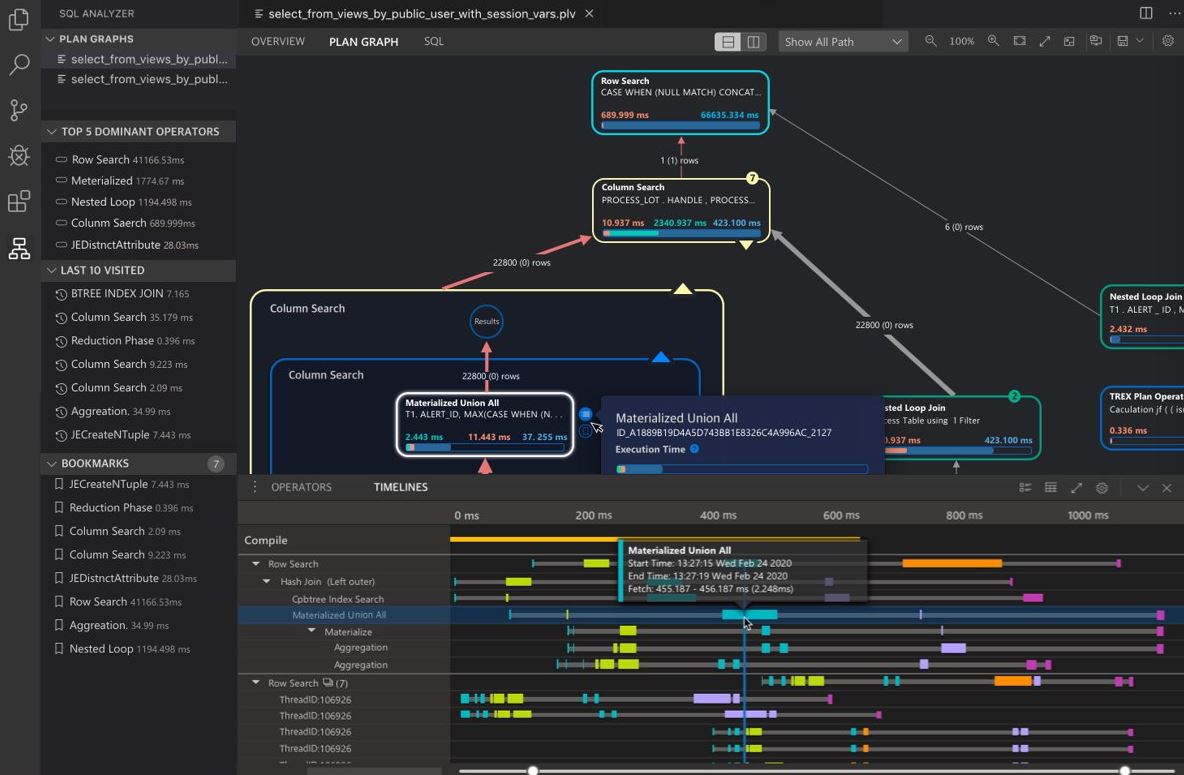 SQL ANALYZER
select_from_views_by_public_user_with_session_vars.plv
PLAN GRAPHS
select_from_views_by_publ...
select_from_views_by_publ...
TOP 5 DOMINANT OPERATORS
Row Search 41166.53ms
Meterialized 1774.67 ms
Nested Loop 1194.498 ms
Colunn Saerch 689.999ms
JEDistnctAttribute 28.03ms
LAST 10 VISITED
BTREE INDEX JOIN 7.165
Column Search 35.179 ms
Reduction Phase 0.396 ms
Column Search 9.223 ms
Column Search 2.09 ms
Aggreation. 34.99 ms
JECreateNTuple 7.443 ms
BOOKMARKS 7
JECreateNTuple 7.443 ms
Reduction Phase 0.396 ms
Column Search 2.09 ms
Column Search 9.223 ms
JEDistnctAttribute 28.03ms
Row Search 41166.53ms
Aggreation. 34.99 ms
Nested Loop 1194.498 ms
OVERVIEW PLAN GRAPH SQL
Show All Path
100%
Row Search
CASE WHEN (NULL MATCH) CONCAT...
689.999 ms 66635.334 ms
1 (1) rows
7
Column Search
PROCESS_LOT . HANDLE , PROCESS...
10.937 ms 2340.937 ms 423.100 ms
6 (0) rows
22800 (0) rows
22800 (0) rows
Column Search
Results
Column Search
22800 (0) rows
Materialized Union All
T1. ALERT_ID, MAX(CASE WHEN (N. . .
2.443 ms 11.443 ms 37. 255 ms
Materialized Union All
ID_A1889B19D4A5D743BB1E8326C4A996AC_2127
Execution Time
2
sted Loop Join
cess Table using 1 Filter
0.937 ms 423.100 ms
Nested Loop Join
T1 . ALERT _ ID , M
2.432 ms
TREX Plan Operat
Caculation jf ( ( isn
0.336 ms
OPERATORS TIMELINES
0 ms 200 ms 400 ms 600 ms 800 ms 1000 ms
Compile
Row Search
Hash Join (Left outer)
Cpbtree Index Search
Materialized Union All
Materialize
Aggregation
Aggregation
Row Search (7)
ThreadID:106926
ThreadID:106926
ThreadID:106926
ThreadID:106926
Materialized Union All
Start Time: 13:27:15 Wed Feb 24 2020
End Time: 13:27:19 Wed Feb 24 2020
Fetch: 455.187 - 456.187 ms (2.248ms)